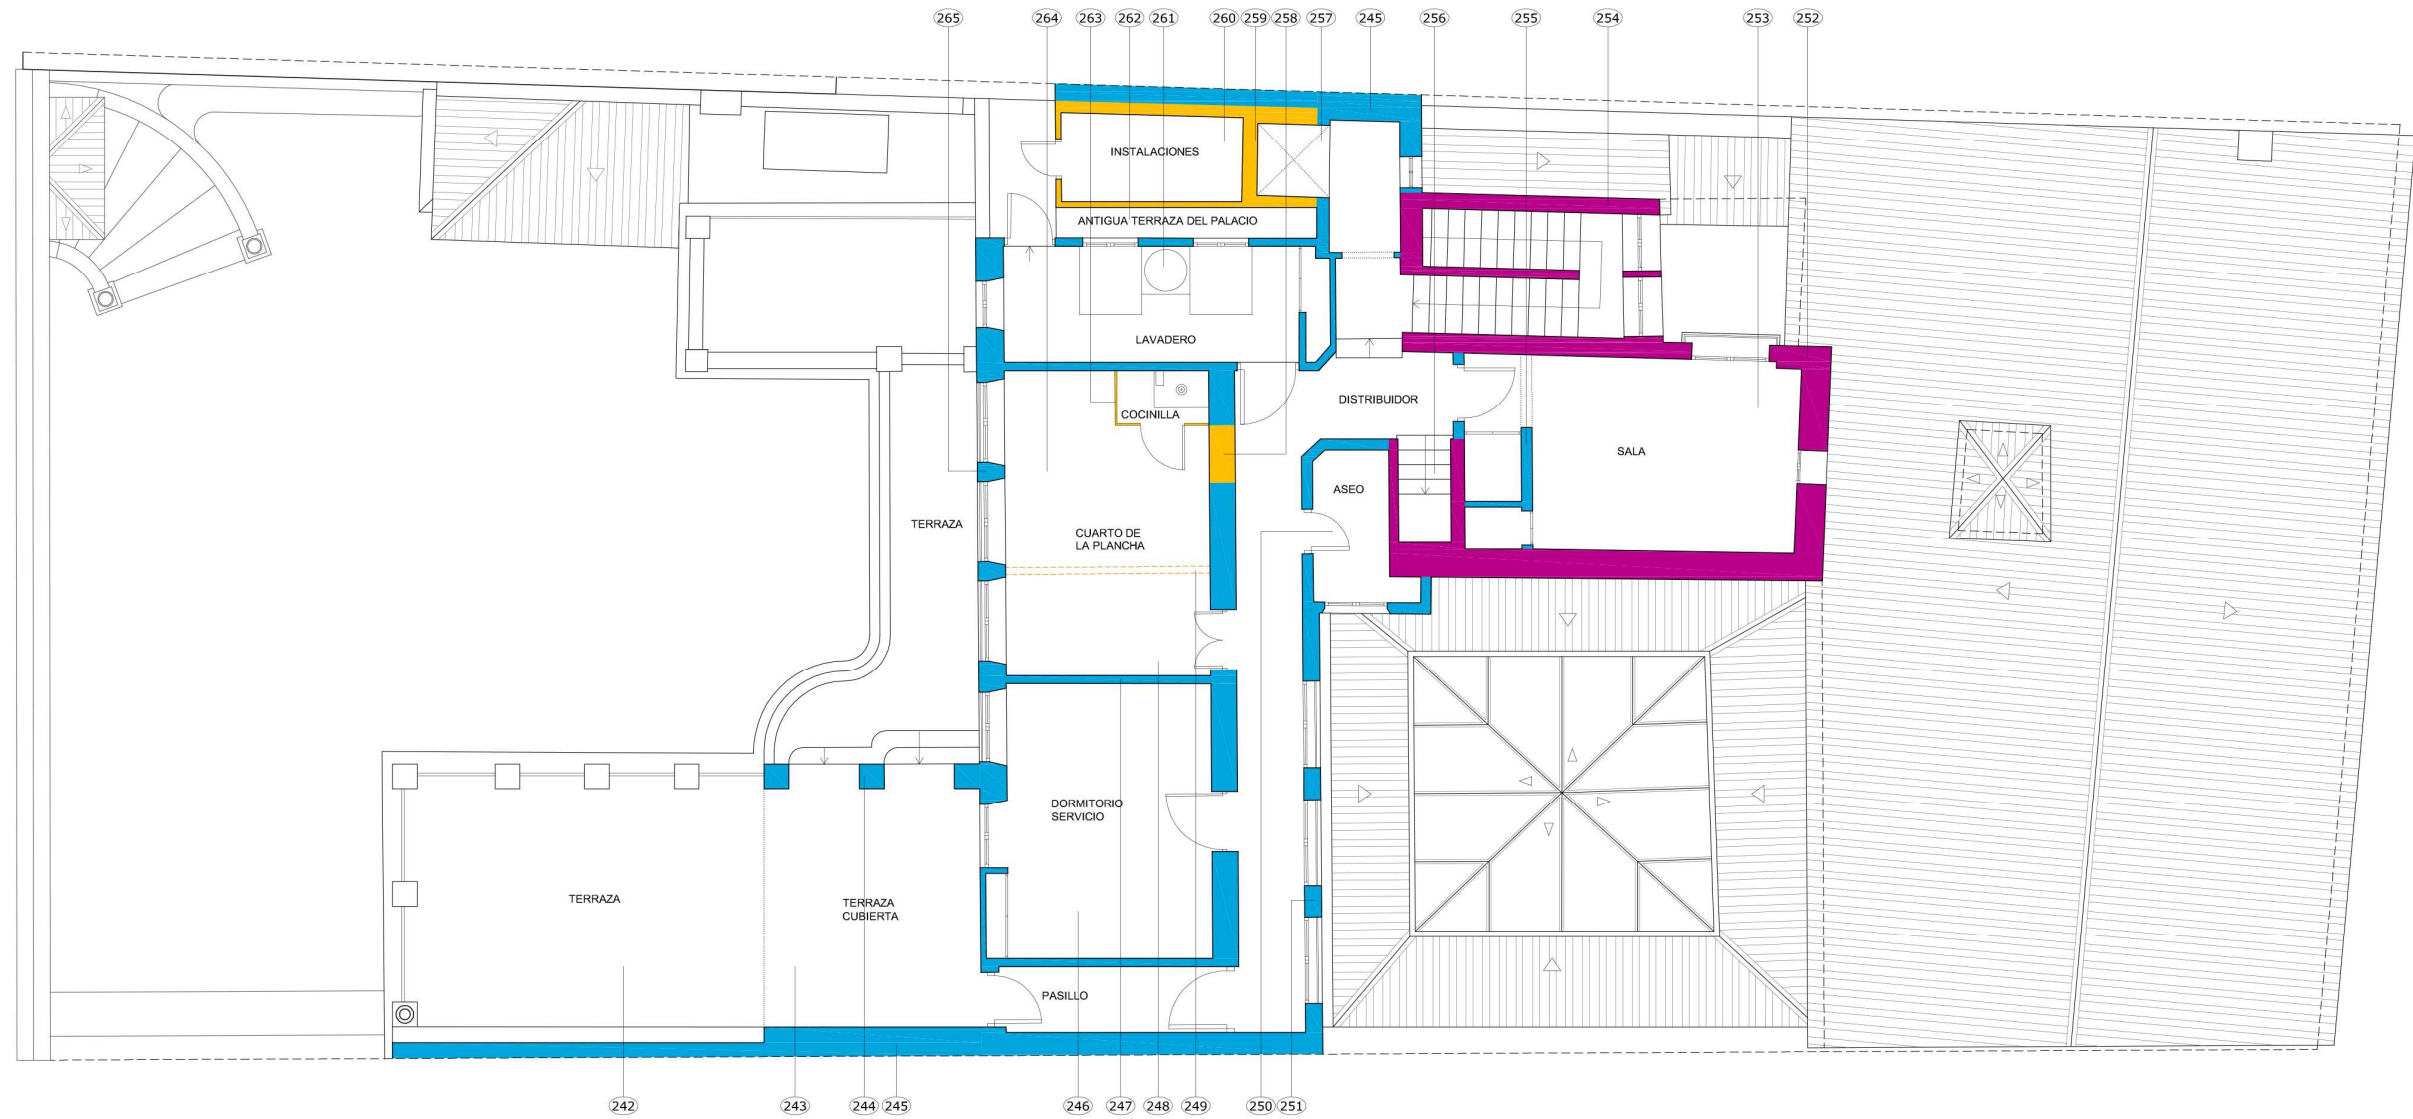 265 264 263 262 261 260 259 258 257 245 256 255 254 253 252
INSTALACIONES
ANTIGUA TERRAZA DEL PALACIO
LAVADERO
COCINILLA
DISTRIBUIDOR
SALA
ASEO
TERRAZA
CUARTO DE
LA PLANCHA
DORMITORIO
SERVICIO
TERRAZA
TERRAZA
CUBIERTA
PASILLO
242 243 244 245 246 247 248 249 250 251